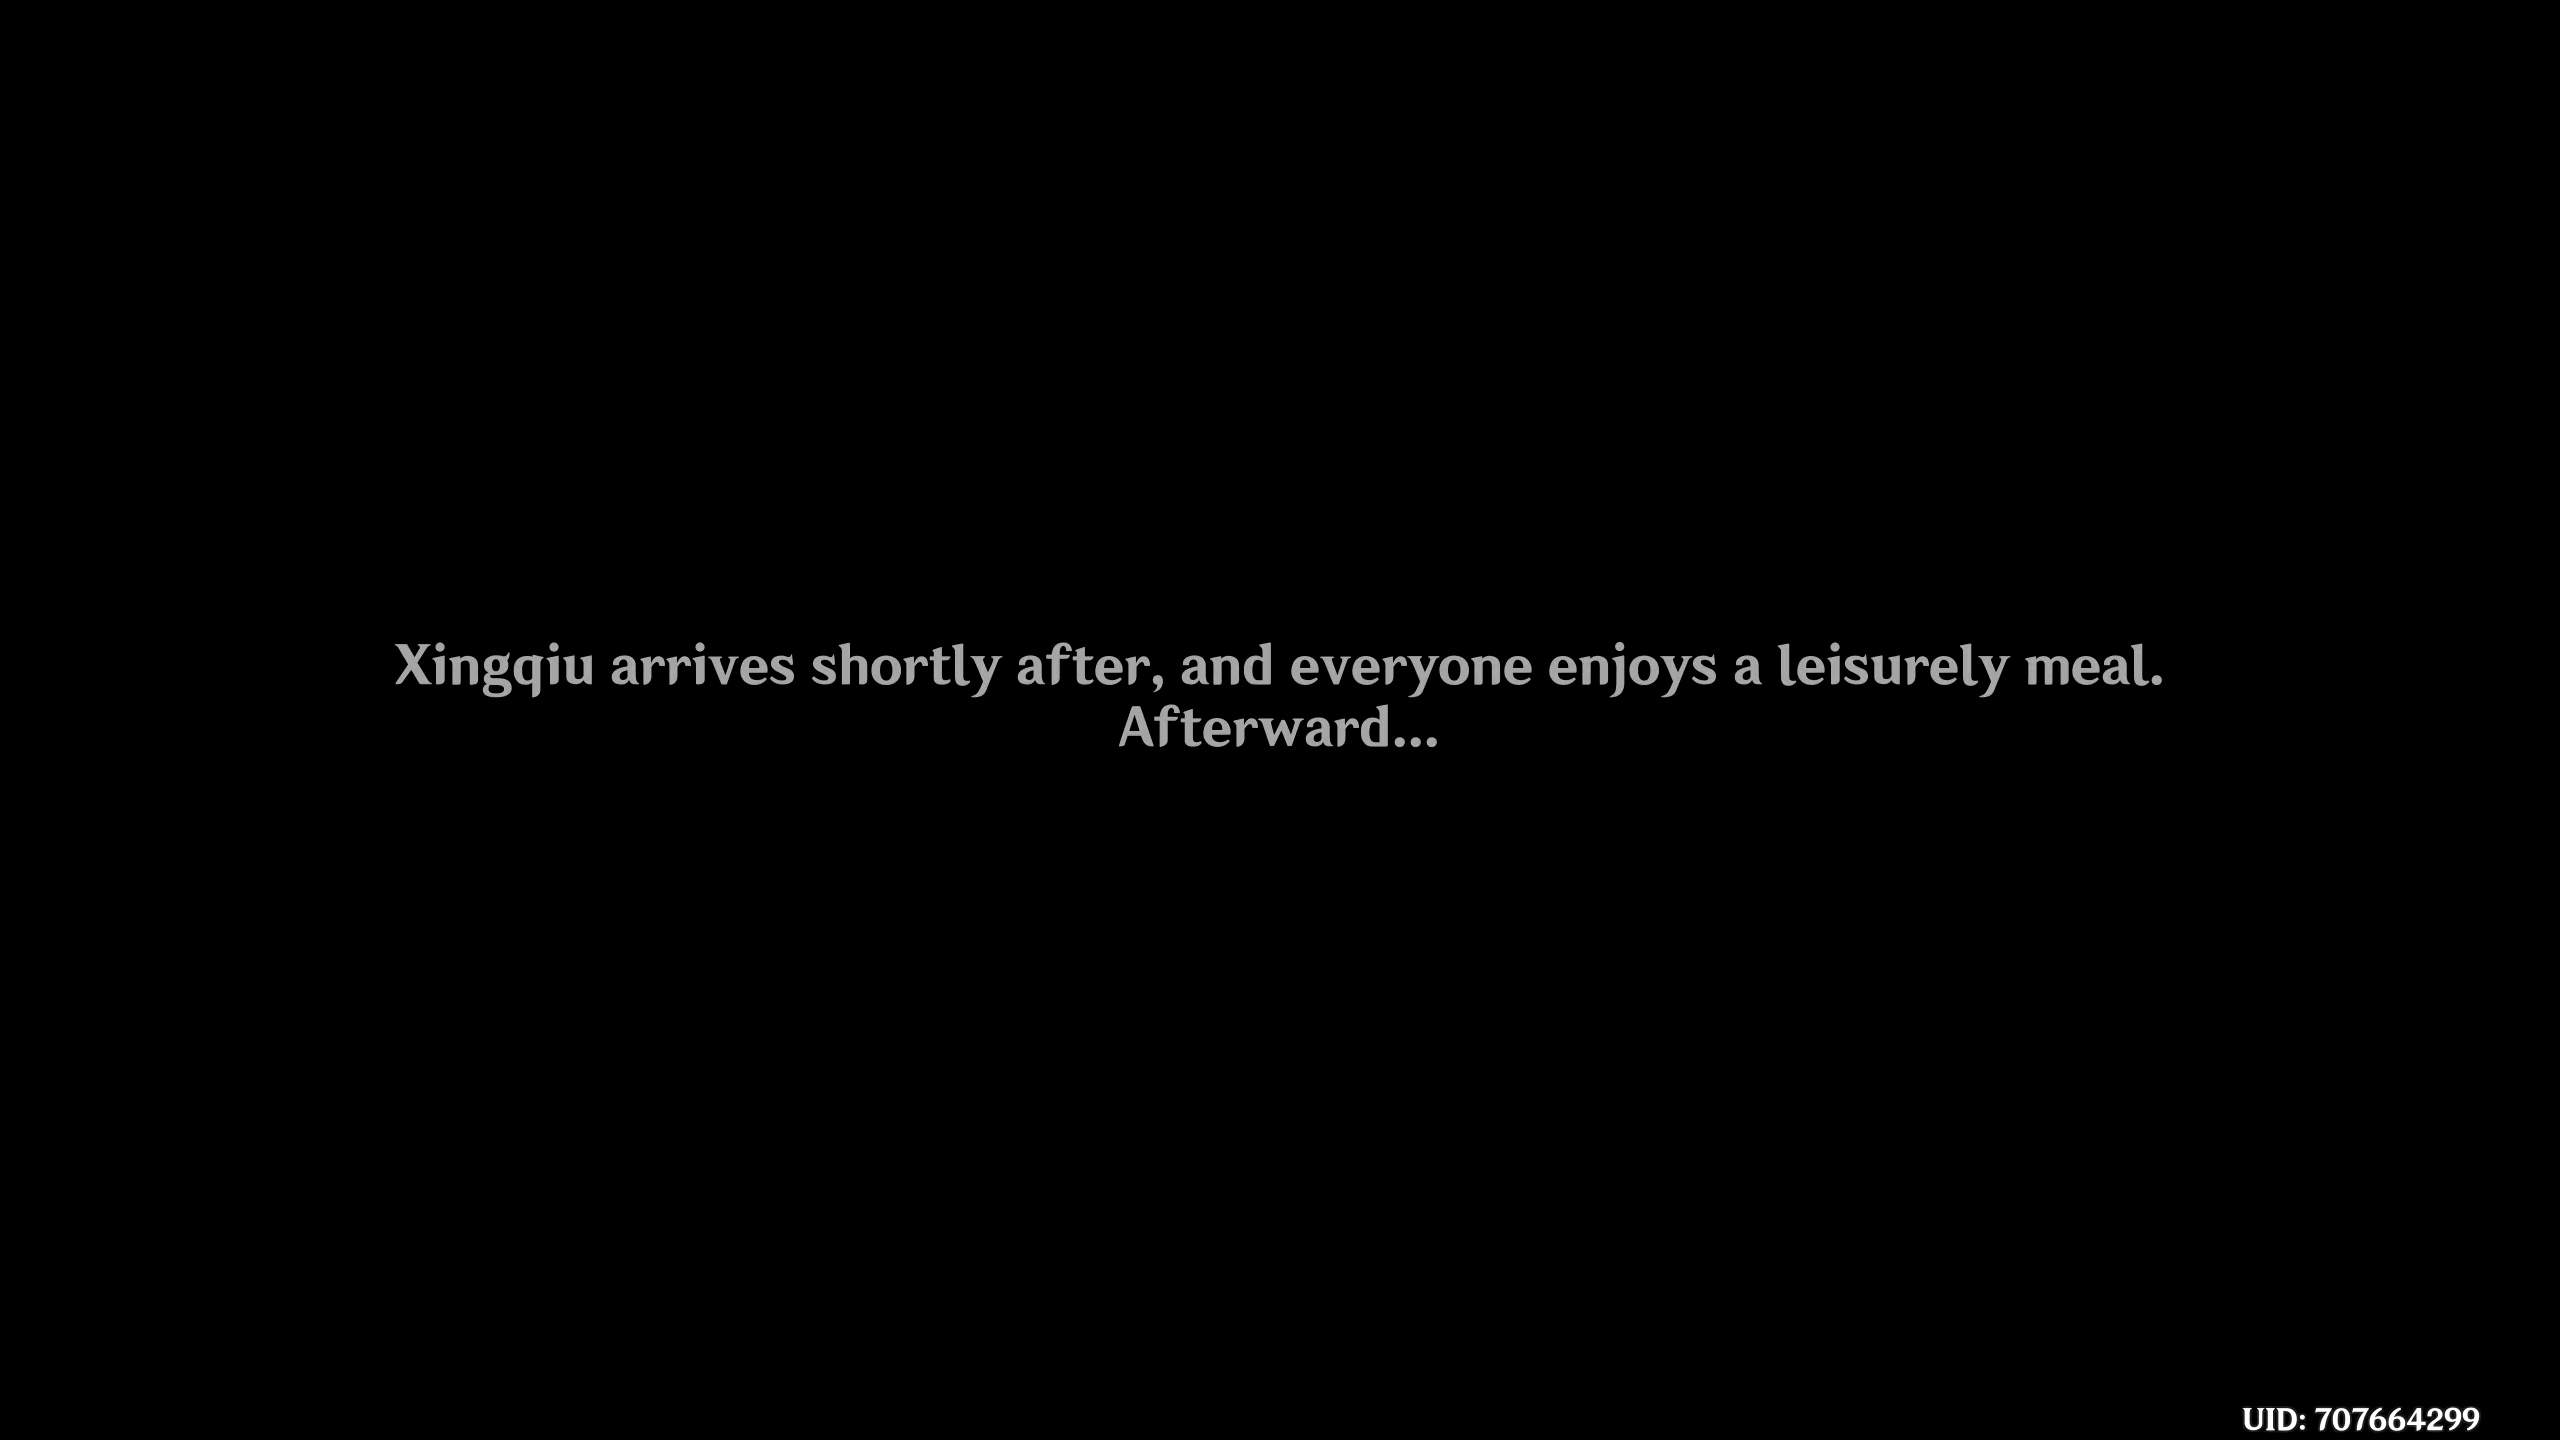 Xingqiu arrives shortly after, and everyone enjoys a leisurely meal.
Afterward...
UID: 707664299